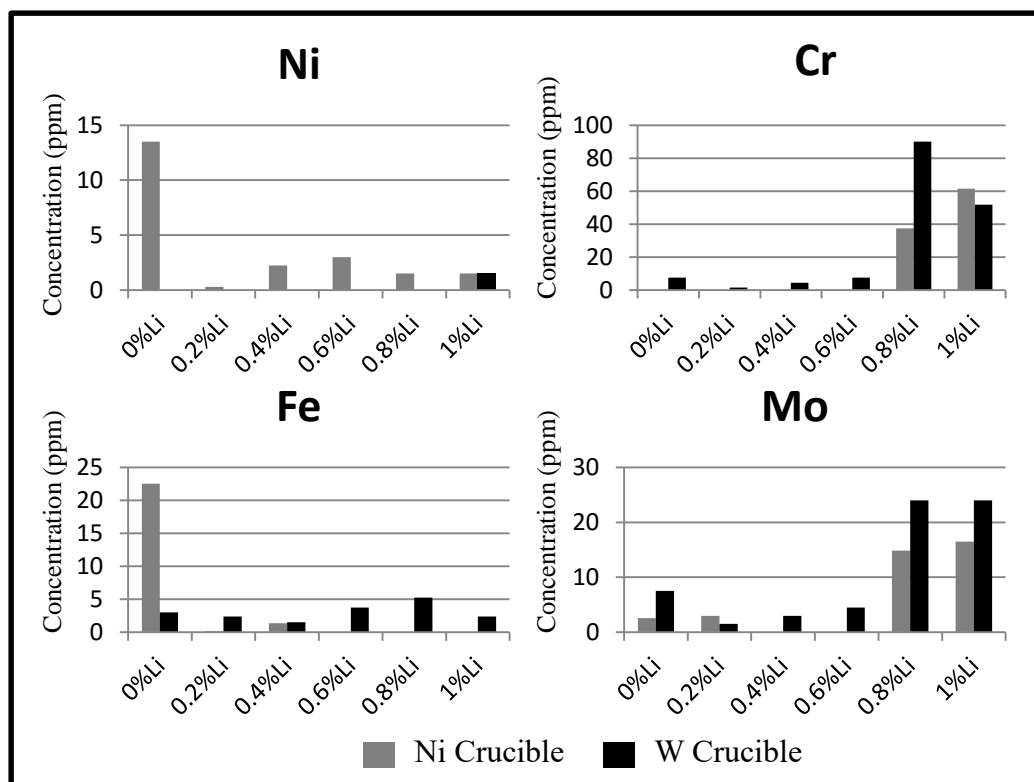 Ni
Concentration (ppm)
15
10
5
0
0%Li
0.2%Li
0.4%Li
0.6%Li
0.8%Li
1%Li
Cr
Concentration (ppm)
100
80
60
40
20
0
0%Li
0.2%Li
0.4%Li
0.6%Li
0.8%Li
1%Li
Fe
Concentration (ppm)
25
20
15
10
5
0
0%Li
0.2%Li
0.4%Li
0.6%Li
0.8%Li
1%Li
Mo
Concentration (ppm)
30
20
10
0
0%Li
0.2%Li
0.4%Li
0.6%Li
0.8%Li
1%Li
Ni Crucible
W Crucible